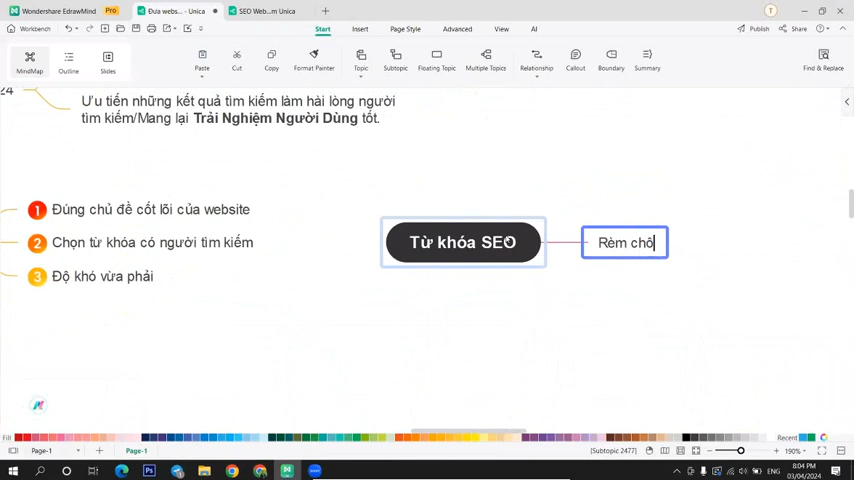 Wondershare EdrawMind Pro
Đưa webs... - Unica
SEO Web...m Unica
T
Workbench
Start Insert Page Style Advanced View AI
Publish Share
MindMap Outline Slides Paste Cut Copy Format Painter Topic Subtopic Floating Topic Multiple Topics Relationship Callout Boundary Summary Find & Replace
24
Ưu tiến những kết quả tìm kiếm làm hài lòng người
tìm kiếm/Mang lại Trải Nghiệm Người Dùng tốt.
1 Đúng chủ đề cốt lõi của website
2 Chọn từ khóa có người tìm kiếm
3 Độ khó vừa phải
Từ khóa SEO
Rèm chố
Fill
Recent
Page-1
Page-1
[Subtopic 2477]
190%
ENG
8:04 PM
03/04/2024